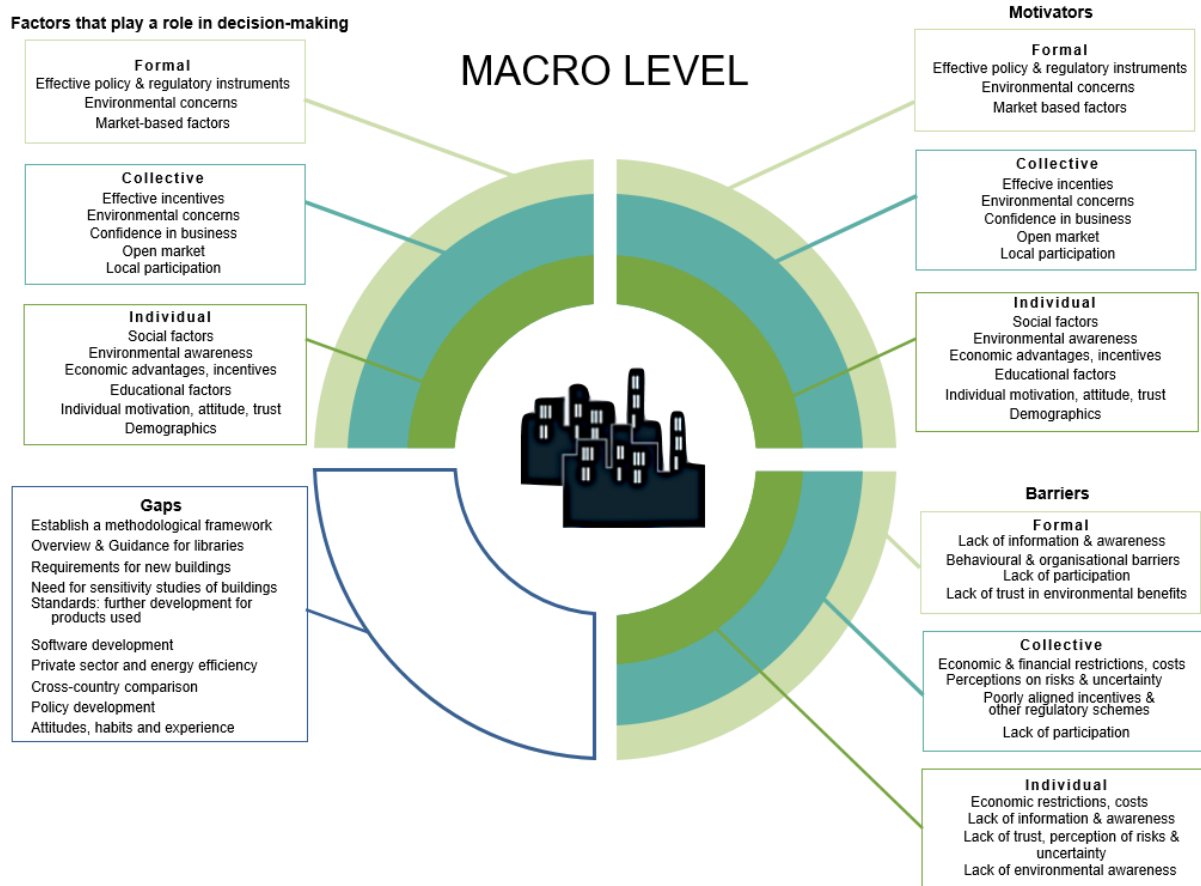 Factors that play a role in decision-making
MACRO LEVEL
Formal
Effective policy & regulatory instruments
Environmental concerns
Market-based factors
Collective
Effective incentives
Environmental concerns
Confidence in business
Open market
Local participation
Individual
Social factors
Environmental awareness
Economic advantages, incentives
Educational factors
Individual motivation, attitude, trust
Demographics
Gaps
Establish a methodological framework
Overview & Guidance for libraries
Requirements for new buildings
Need for sensitivity studies of buildings
Standards: further development for
products used
Software development
Private sector and energy efficiency
Cross-country comparison
Policy development
Attitudes, habits and experience
Motivators
Formal
Effective policy & regulatory instruments
Environmental concerns
Market based factors
Collective
Effecive incenties
Environmental concerns
Confidence in business
Open market
Local participation
Individual
Social factors
Environmental awareness
Economic advantages, incentives
Educational factors
Individual motivation, attitude, trust
Demographics
Barriers
Formal
Lack of information & awareness
Behavioural & organisational barriers
Lack of participation
Lack of trust in environmental benefits
Collective
Economic & financial restrictions, costs
Perceptions on risks & uncertainty
Poorly aligned incentives &
other regulatory schemes
Lack of participation
Individual
Economic restrictions, costs
Lack of information & awareness
Lack of trust, perception of risks &
uncertainty
Lack of environmental awareness